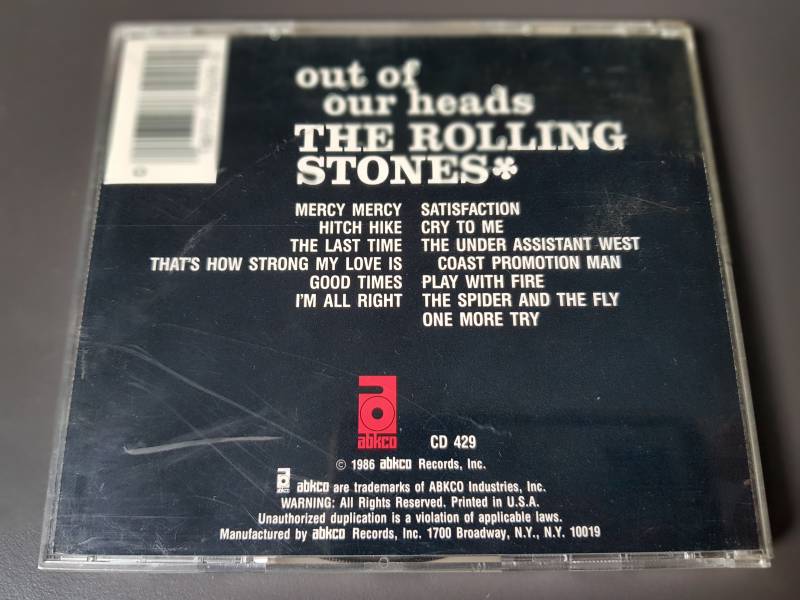 out of
our heads
THE ROLLING
STONES*
MERCY MERCY
HITCH HIKE
THE LAST TIME
THAT'S HOW STRONG MY LOVE IS
GOOD TIMES
I'M ALL RIGHT
SATISFACTION
CRY TO ME
THE UNDER ASSISTANT WEST
COAST PROMOTION MAN
PLAY WITH FIRE
THE SPIDER AND THE FLY
ONE MORE TRY
abkco
CD 429
© 1986 abkco Records, Inc.
abkco are trademarks of ABKCO Industries, Inc.
WARNING: All Rights Reserved. Printed in U.S.A.
Unauthorized duplication is a violation of applicable laws.
Manufactured by abkco Records, Inc. 1700 Broadway, N.Y., N.Y. 10019